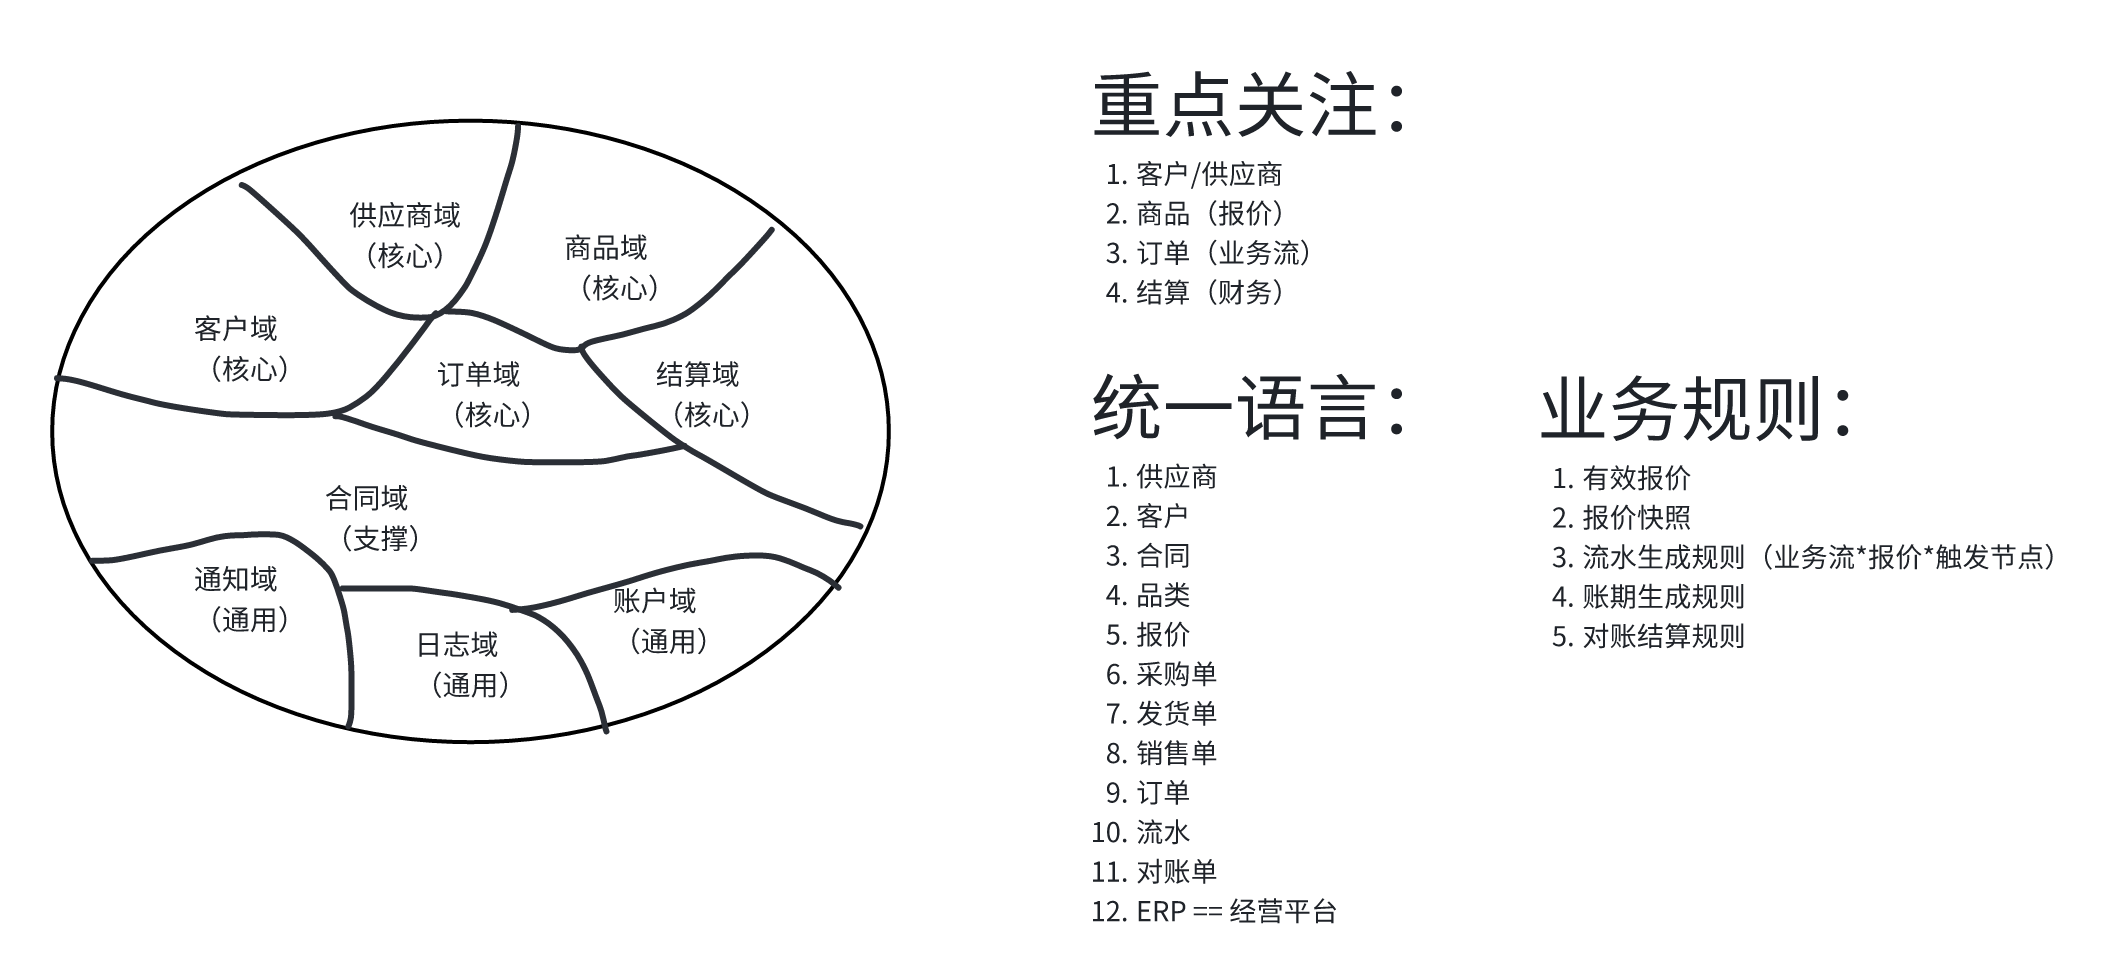 供应商域
（核心）
商品域
（核心）
客户域
（核心）
订单域
（核心）
结算域
（核心）
合同域
（支撑）
通知域
（通用）
日志域
（通用）
账户域
（通用）
重点关注：
1. 客户/供应商
2. 商品（报价）
3. 订单（业务流）
4. 结算（财务）
统一语言：
1. 供应商
2. 客户
3. 合同
4. 品类
5. 报价
6. 采购单
7. 发货单
8. 销售单
9. 订单
10. 流水
11. 对账单
12. ERP == 经营平台
业务规则：
1. 有效报价
2. 报价快照
3. 流水生成规则（业务流*报价*触发节点）
4. 账期生成规则
5. 对账结算规则